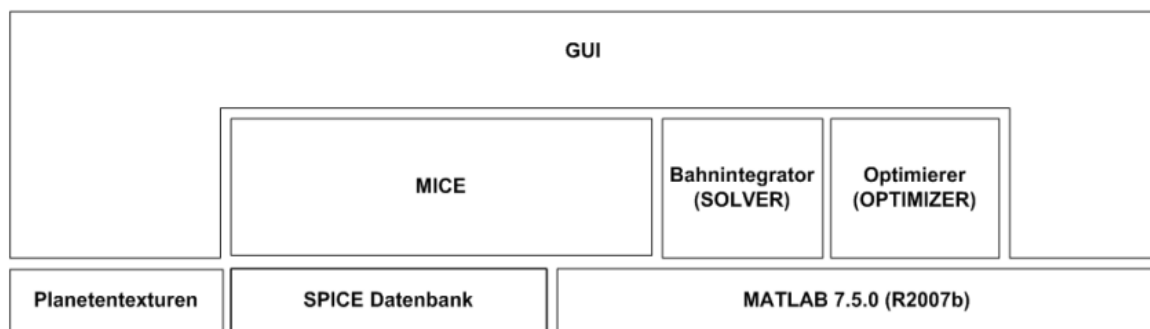 GUI
MICE
Bahnintegrator
(SOLVER)
Optimierer
(OPTIMIZER)
Planetentexturen
SPICE Datenbank
MATLAB 7.5.0 (R2007b)